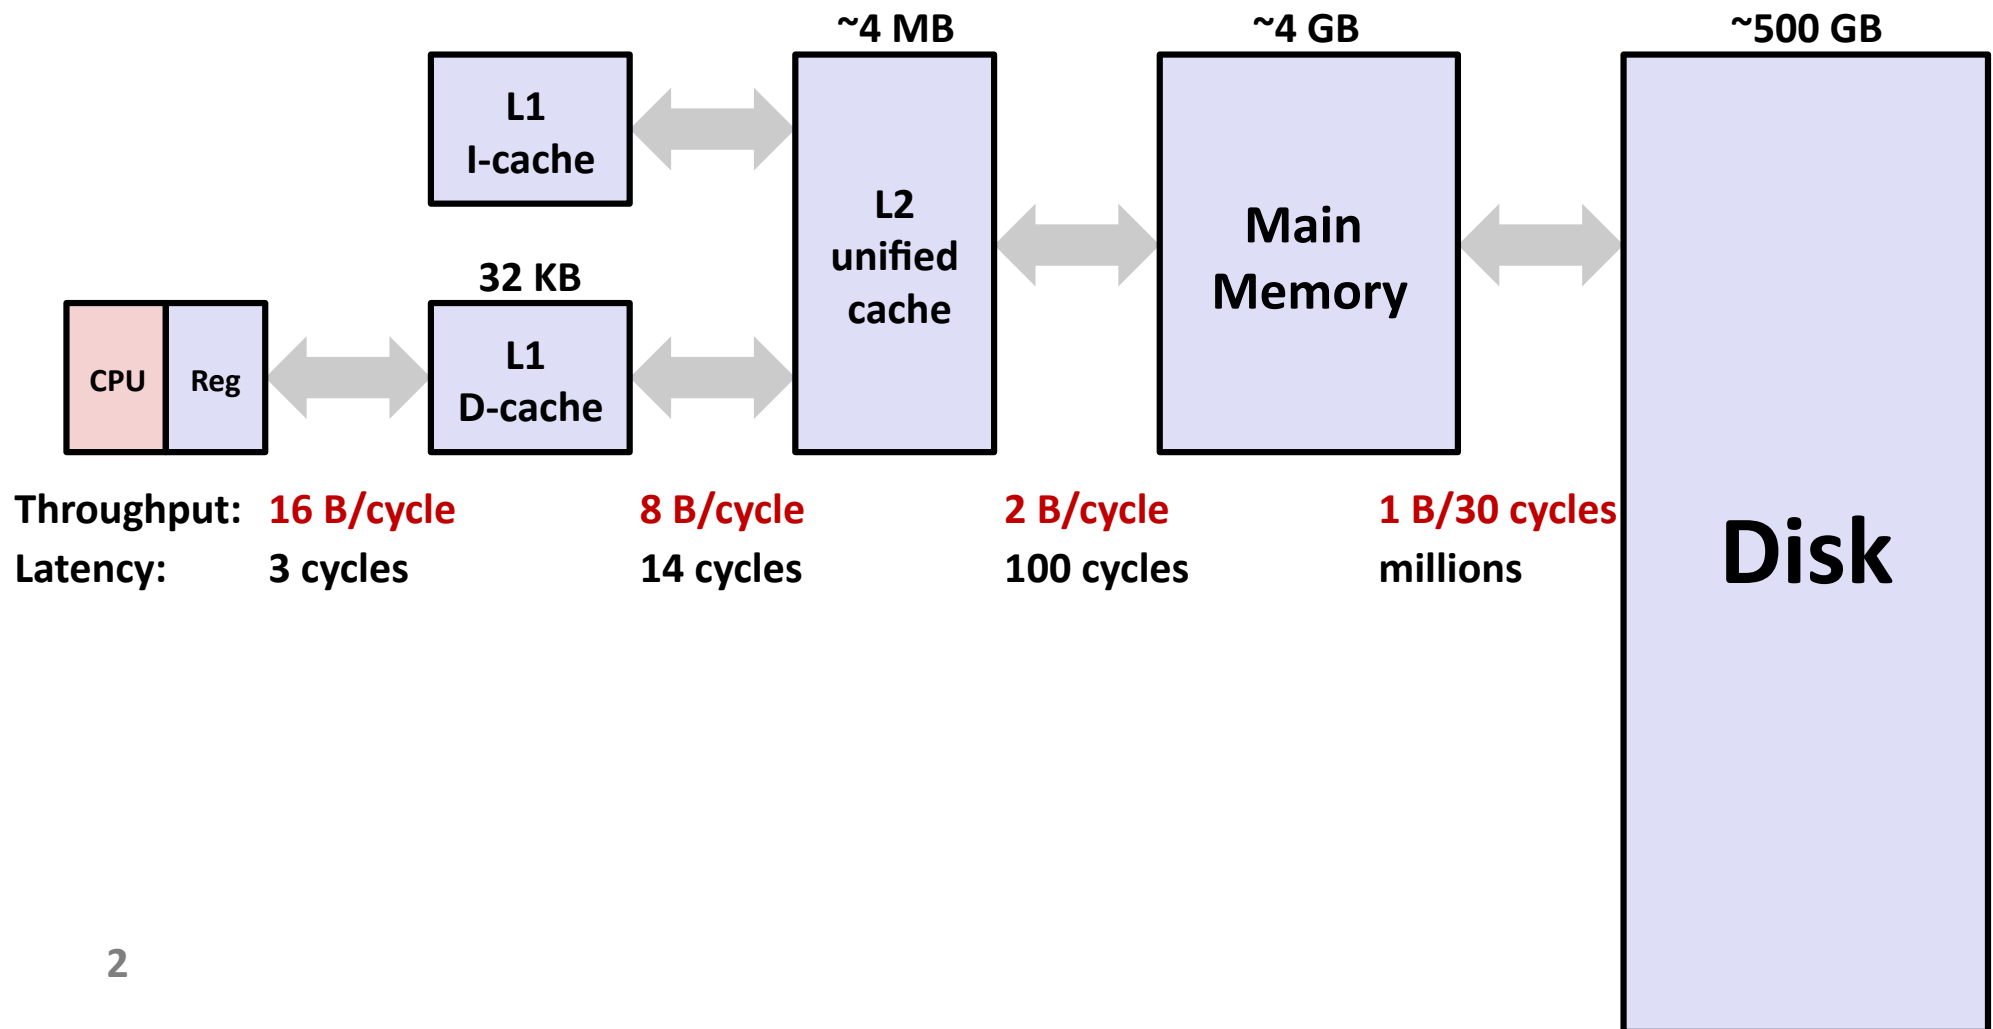 ~4 MB
~4 GB
~500 GB
L1
I-cache
L2
unified
cache
Main
Memory
32 KB
CPU
Reg
L1
D-cache
Throughput: 16 B/cycle 8 B/cycle 2 B/cycle 1 B/30 cycles
Latency: 3 cycles 14 cycles 100 cycles millions
Disk
2